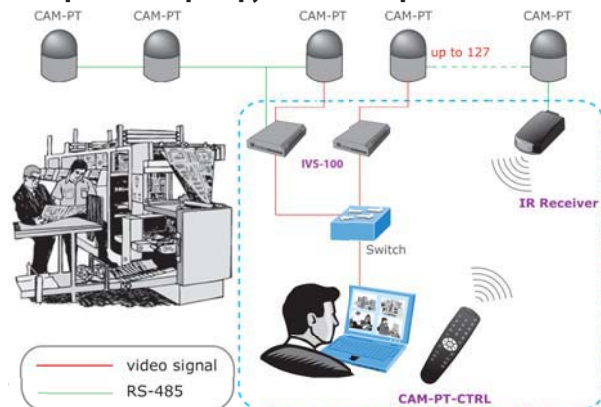 CAM-PT CAM-PT CAM-PT CAM-PT CAM-PT
up to 127
IVS-100
IR Receiver
Switch
video signal
RS-485
CAM-PT-CTRL